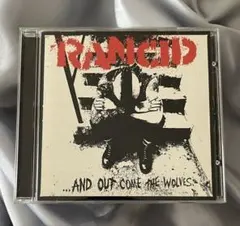 RANCID
...AND OUT COME THE WOLVES